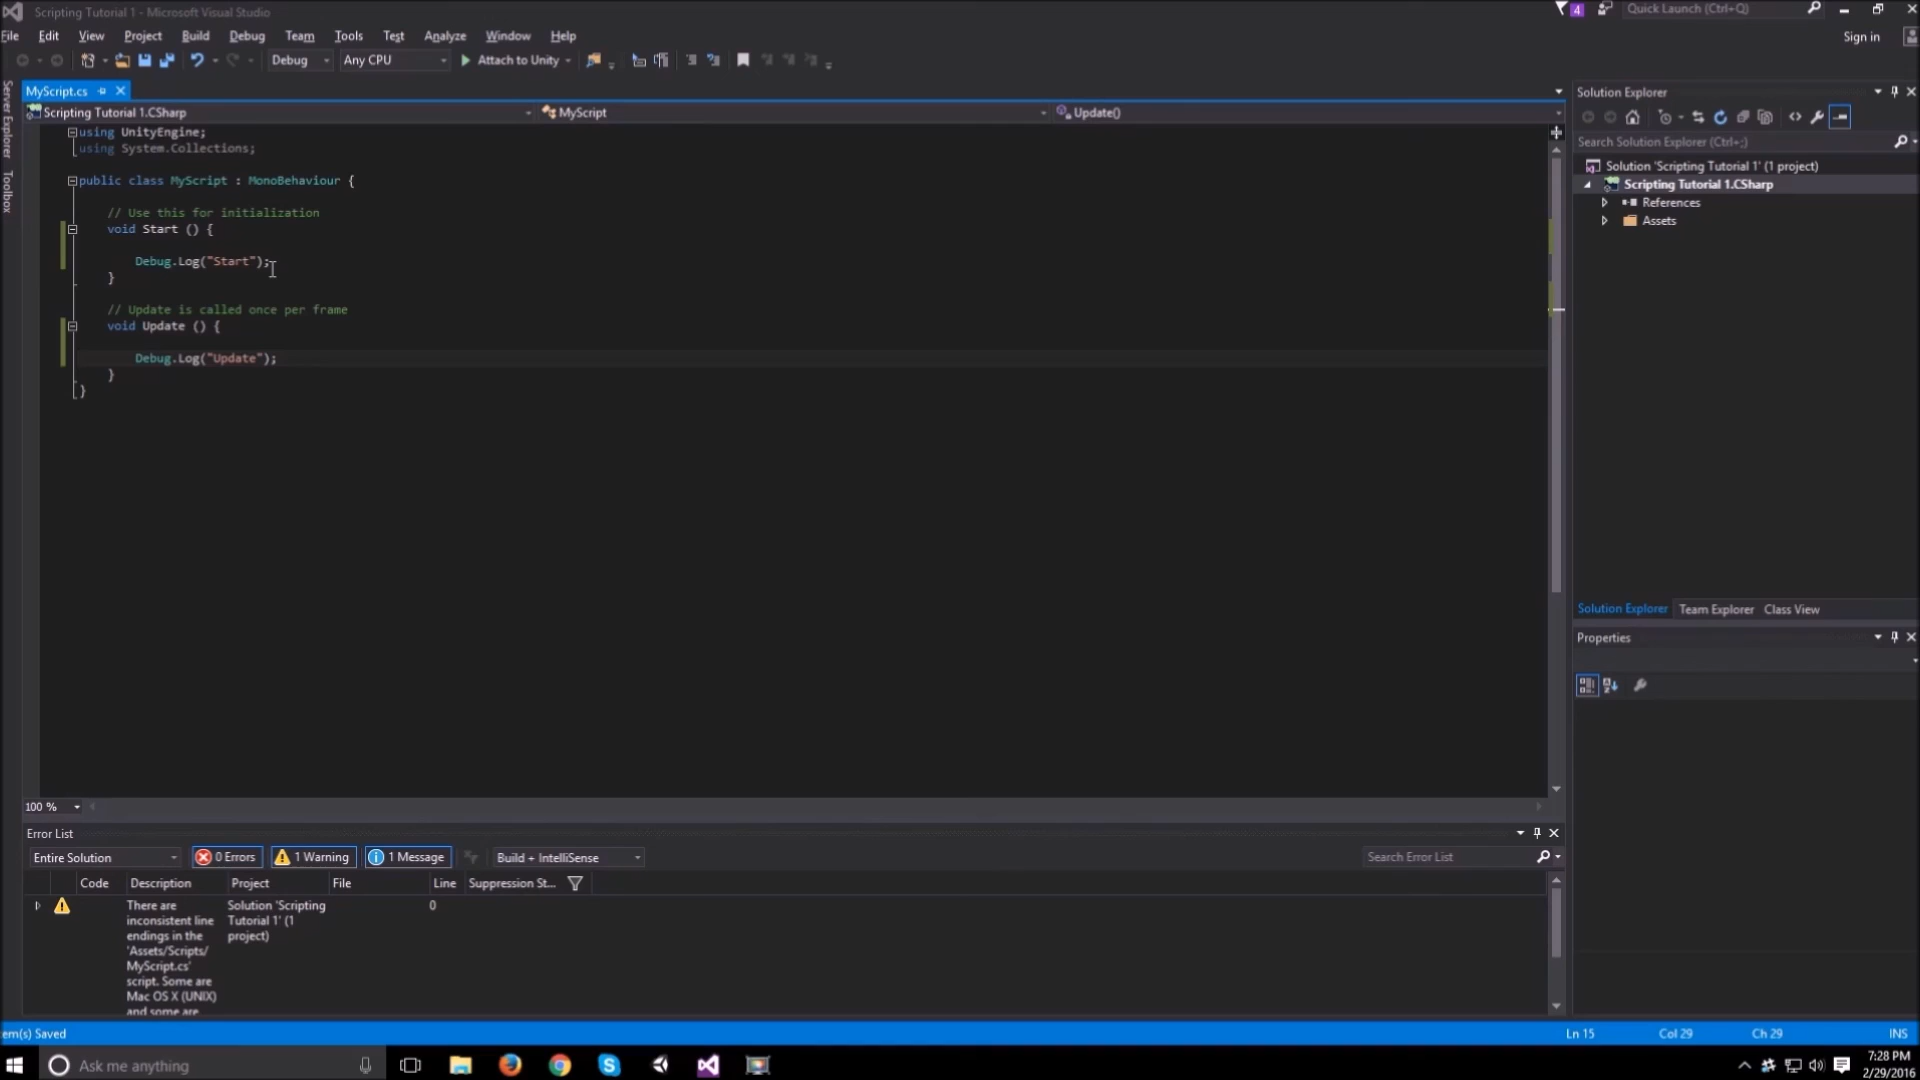 Scripting Tutorial 1 - Microsoft Visual Studio
4
Quick Launch (Ctrl+Q)
File Edit View Project Build Debug Team Tools Test Analyze Window Help
Sign in
Debug Any CPU Attach to Unity
Server Explorer
Toolbox
MyScript.cs
Scripting Tutorial 1.CSharp MyScript Update()
using UnityEngine;
using System.Collections;
public class MyScript : MonoBehaviour {
// Use this for initialization
void Start () {
Debug.Log("Start");
}
// Update is called once per frame
void Update () {
Debug.Log("Update");
}
}
100 %
Solution Explorer
Search Solution Explorer (Ctrl+;)
Solution 'Scripting Tutorial 1' (1 project)
Scripting Tutorial 1.CSharp
References
Assets
Solution Explorer Team Explorer Class View
Properties
Error List
Entire Solution 0 Errors 1 Warning 1 Message Build + IntelliSense Search Error List
Code Description Project File Line Suppression St...
There are Solution 'Scripting 0
inconsistent line Tutorial 1' (1
endings in the project)
'Assets/Scripts/
MyScript.cs'
script. Some are
Mac OS X (UNIX)
and some are
em(s) Saved
Ln 15 Col 29 Ch 29 INS
Ask me anything
7:28 PM
2/29/2016